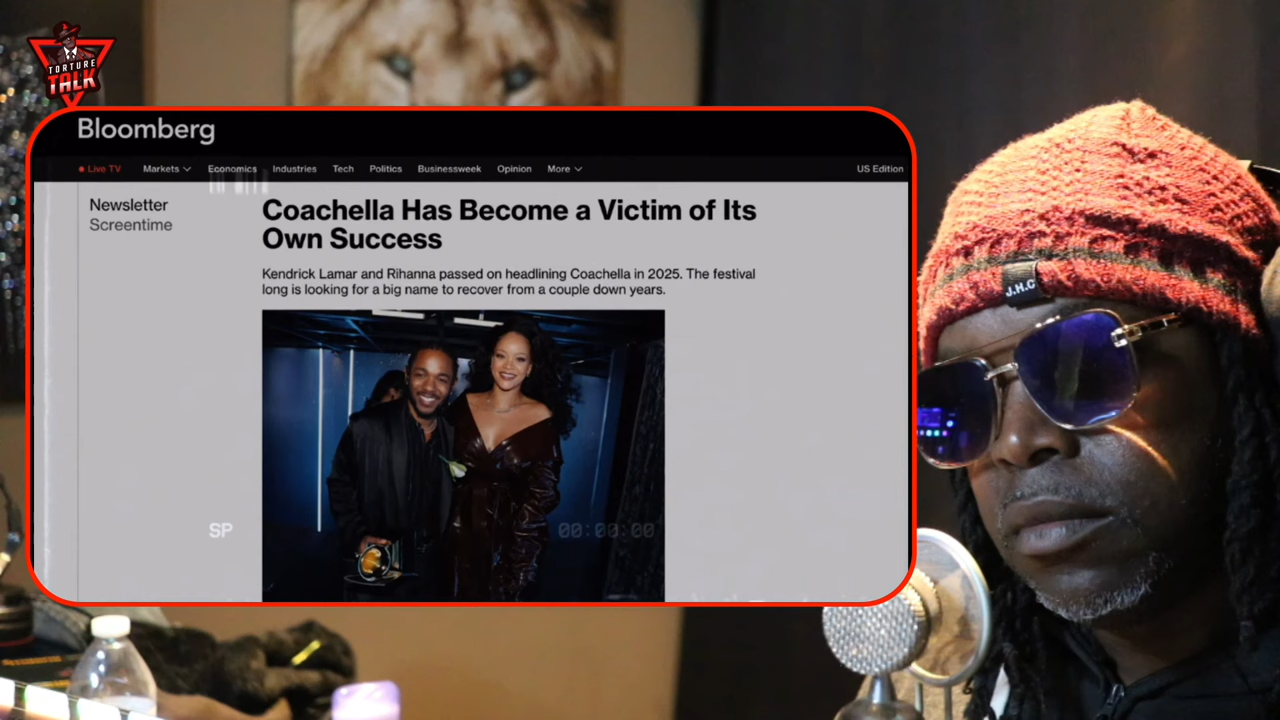 TORTURE
TALK
Bloomberg
Live TV Markets Economics Industries Tech Politics Businessweek Opinion More US Edition
Newsletter
Screentime
Coachella Has Become a Victim of Its
Own Success
Kendrick Lamar and Rihanna passed on headlining Coachella in 2025. The festival
long is looking for a big name to recover from a couple down years.
SP 00:00:00
J.H.C